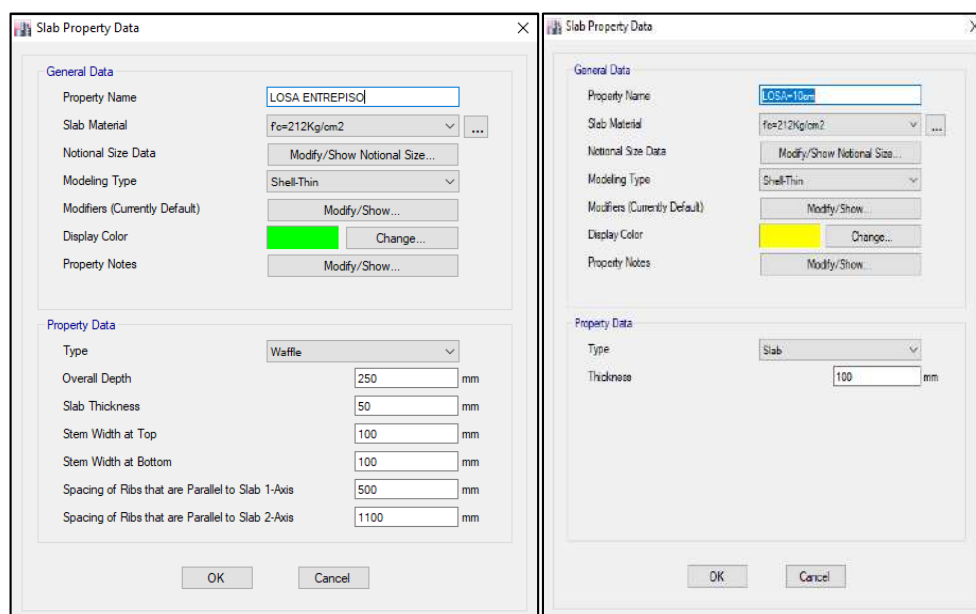 Slab Property Data
General Data
Property Name LOSA ENTREPISO
Slab Material f'c=212Kg/cm2 ...
Notional Size Data Modify/Show Notional Size...
Modeling Type Shell-Thin
Modifiers (Currently Default) Modify/Show...
Display Color Change...
Property Notes Modify/Show...
Property Data
Type Waffle
Overall Depth 250 mm
Slab Thickness 50 mm
Stem Width at Top 100 mm
Stem Width at Bottom 100 mm
Spacing of Ribs that are Parallel to Slab 1-Axis 500 mm
Spacing of Ribs that are Parallel to Slab 2-Axis 1100 mm
OK Cancel
Slab Property Data
General Data
Property Name LOSA=10cm
Slab Material f'c=212Kg/cm2 ...
Notional Size Data Modify/Show Notional Size...
Modeling Type Shell-Thin
Modifiers (Currently Default) Modify/Show...
Display Color Change...
Property Notes Modify/Show...
Property Data
Type Slab
Thickness 100 mm
OK Cancel